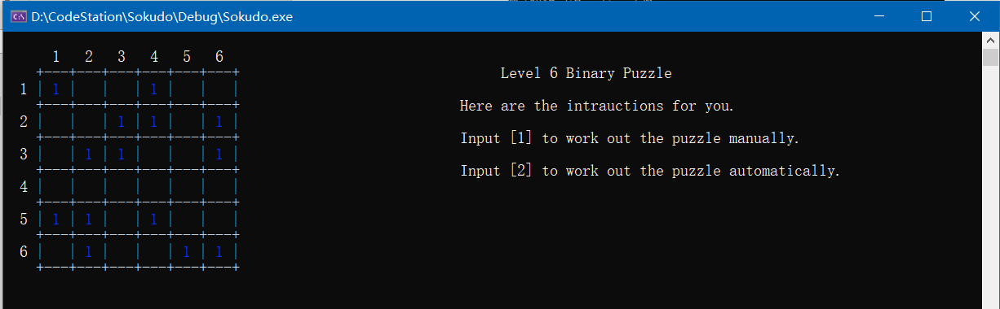 D:\CodeStation\Sokudo\Debug\Sokudo.exe
1 2 3 4 5 6
+---+---+---+---+---+---+
1 | 1 |   |   | 1 |   |   |
+---+---+---+---+---+---+
2 |   |   | 1 | 1 |   | 1 |
+---+---+---+---+---+---+
3 |   | 1 | 1 |   |   | 1 |
+---+---+---+---+---+---+
4 |   |   |   |   |   |   |
+---+---+---+---+---+---+
5 | 1 | 1 |   | 1 |   |   |
+---+---+---+---+---+---+
6 |   | 1 |   |   | 1 | 1 |
+---+---+---+---+---+---+
Level 6 Binary Puzzle
Here are the intrauctions for you.
Input [1] to work out the puzzle manually.
Input [2] to work out the puzzle automatically.